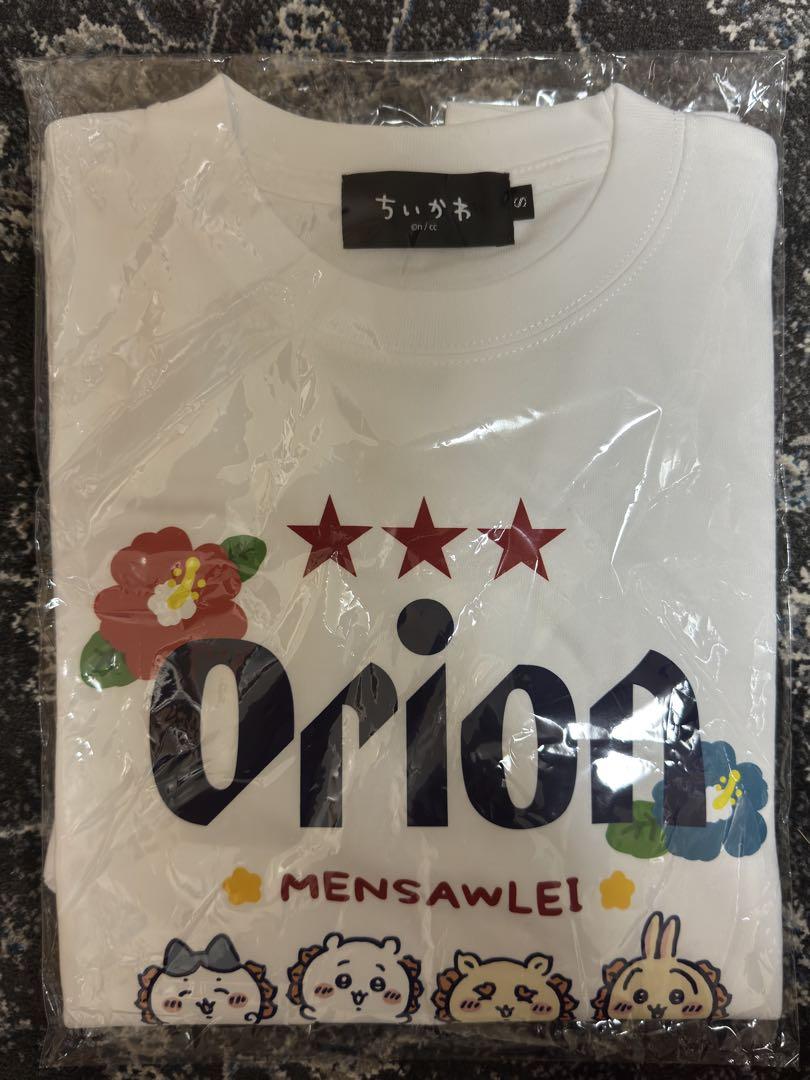 ちいかわ
S
©n/cc
Orion
MENSAWLEI